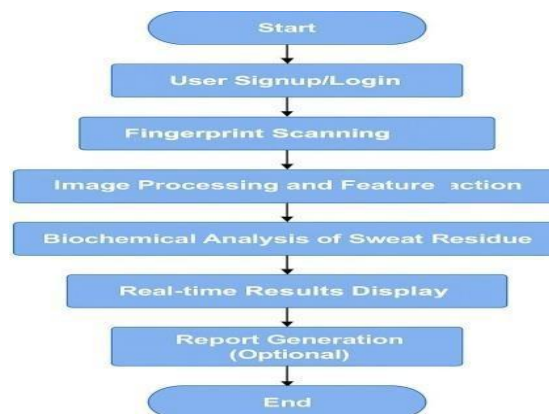 Start
User Signup/Login
Fingerprint Scanning
Image Processing and Feature action
Biochemical Analysis of Sweat Residue
Real-time Results Display
Report Generation
(Optional)
End